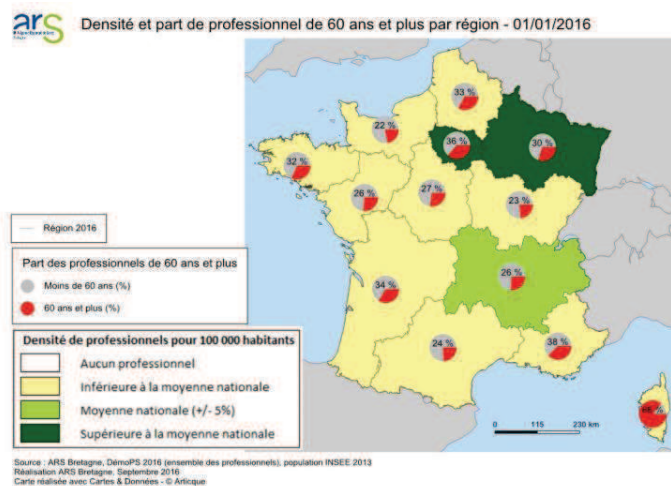 ars
Densité et part de professionnel de 60 ans et plus par région - 01/01/2016
33 %
22 %
36 %
30 %
32 %
26 %
27 %
23 %
34 %
26 %
24 %
38 %
Région 2016
Part des professionnels de 60 ans et plus
Moins de 60 ans (%)
60 ans et plus (%)
Densité de professionnels pour 100 000 habitants
Aucun professionnel
Inférieure à la moyenne nationale
Moyenne nationale (+/- 5%)
Supérieure à la moyenne nationale
0 115 230 km
Source : ARS Bretagne, DémoPS 2016 (ensemble des professionnels), population INSEE 2013
Réalisation ARS Bretagne, Septembre 2016
Carte réalisée avec Cartes & Données - © Articque